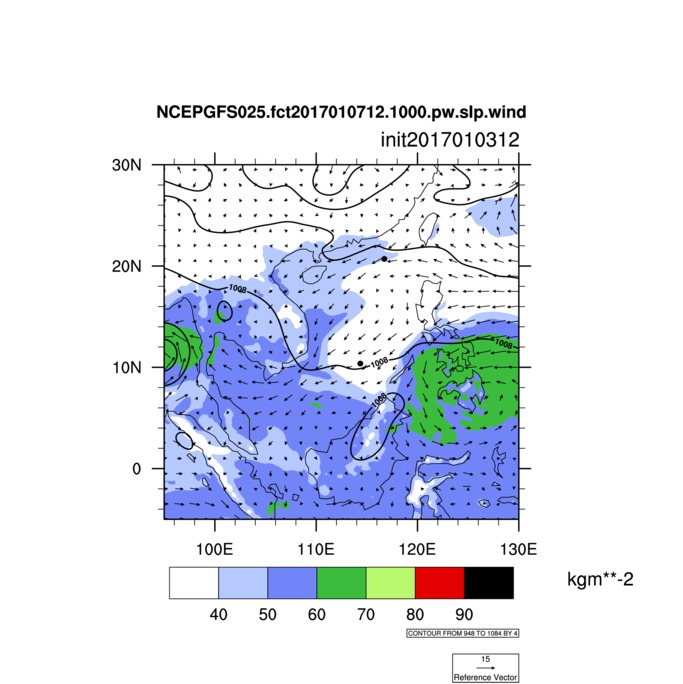 NCEPGFS025.fct2017010712.1000.pw.slp.wind
init2017010312
30N
20N
10N
0
1008
1008
1008
1008
100E
110E
120E
130E
kgm**-2
40
50
60
70
80
90
CONTOUR FROM 948 TO 1084 BY 4
15
Reference Vector